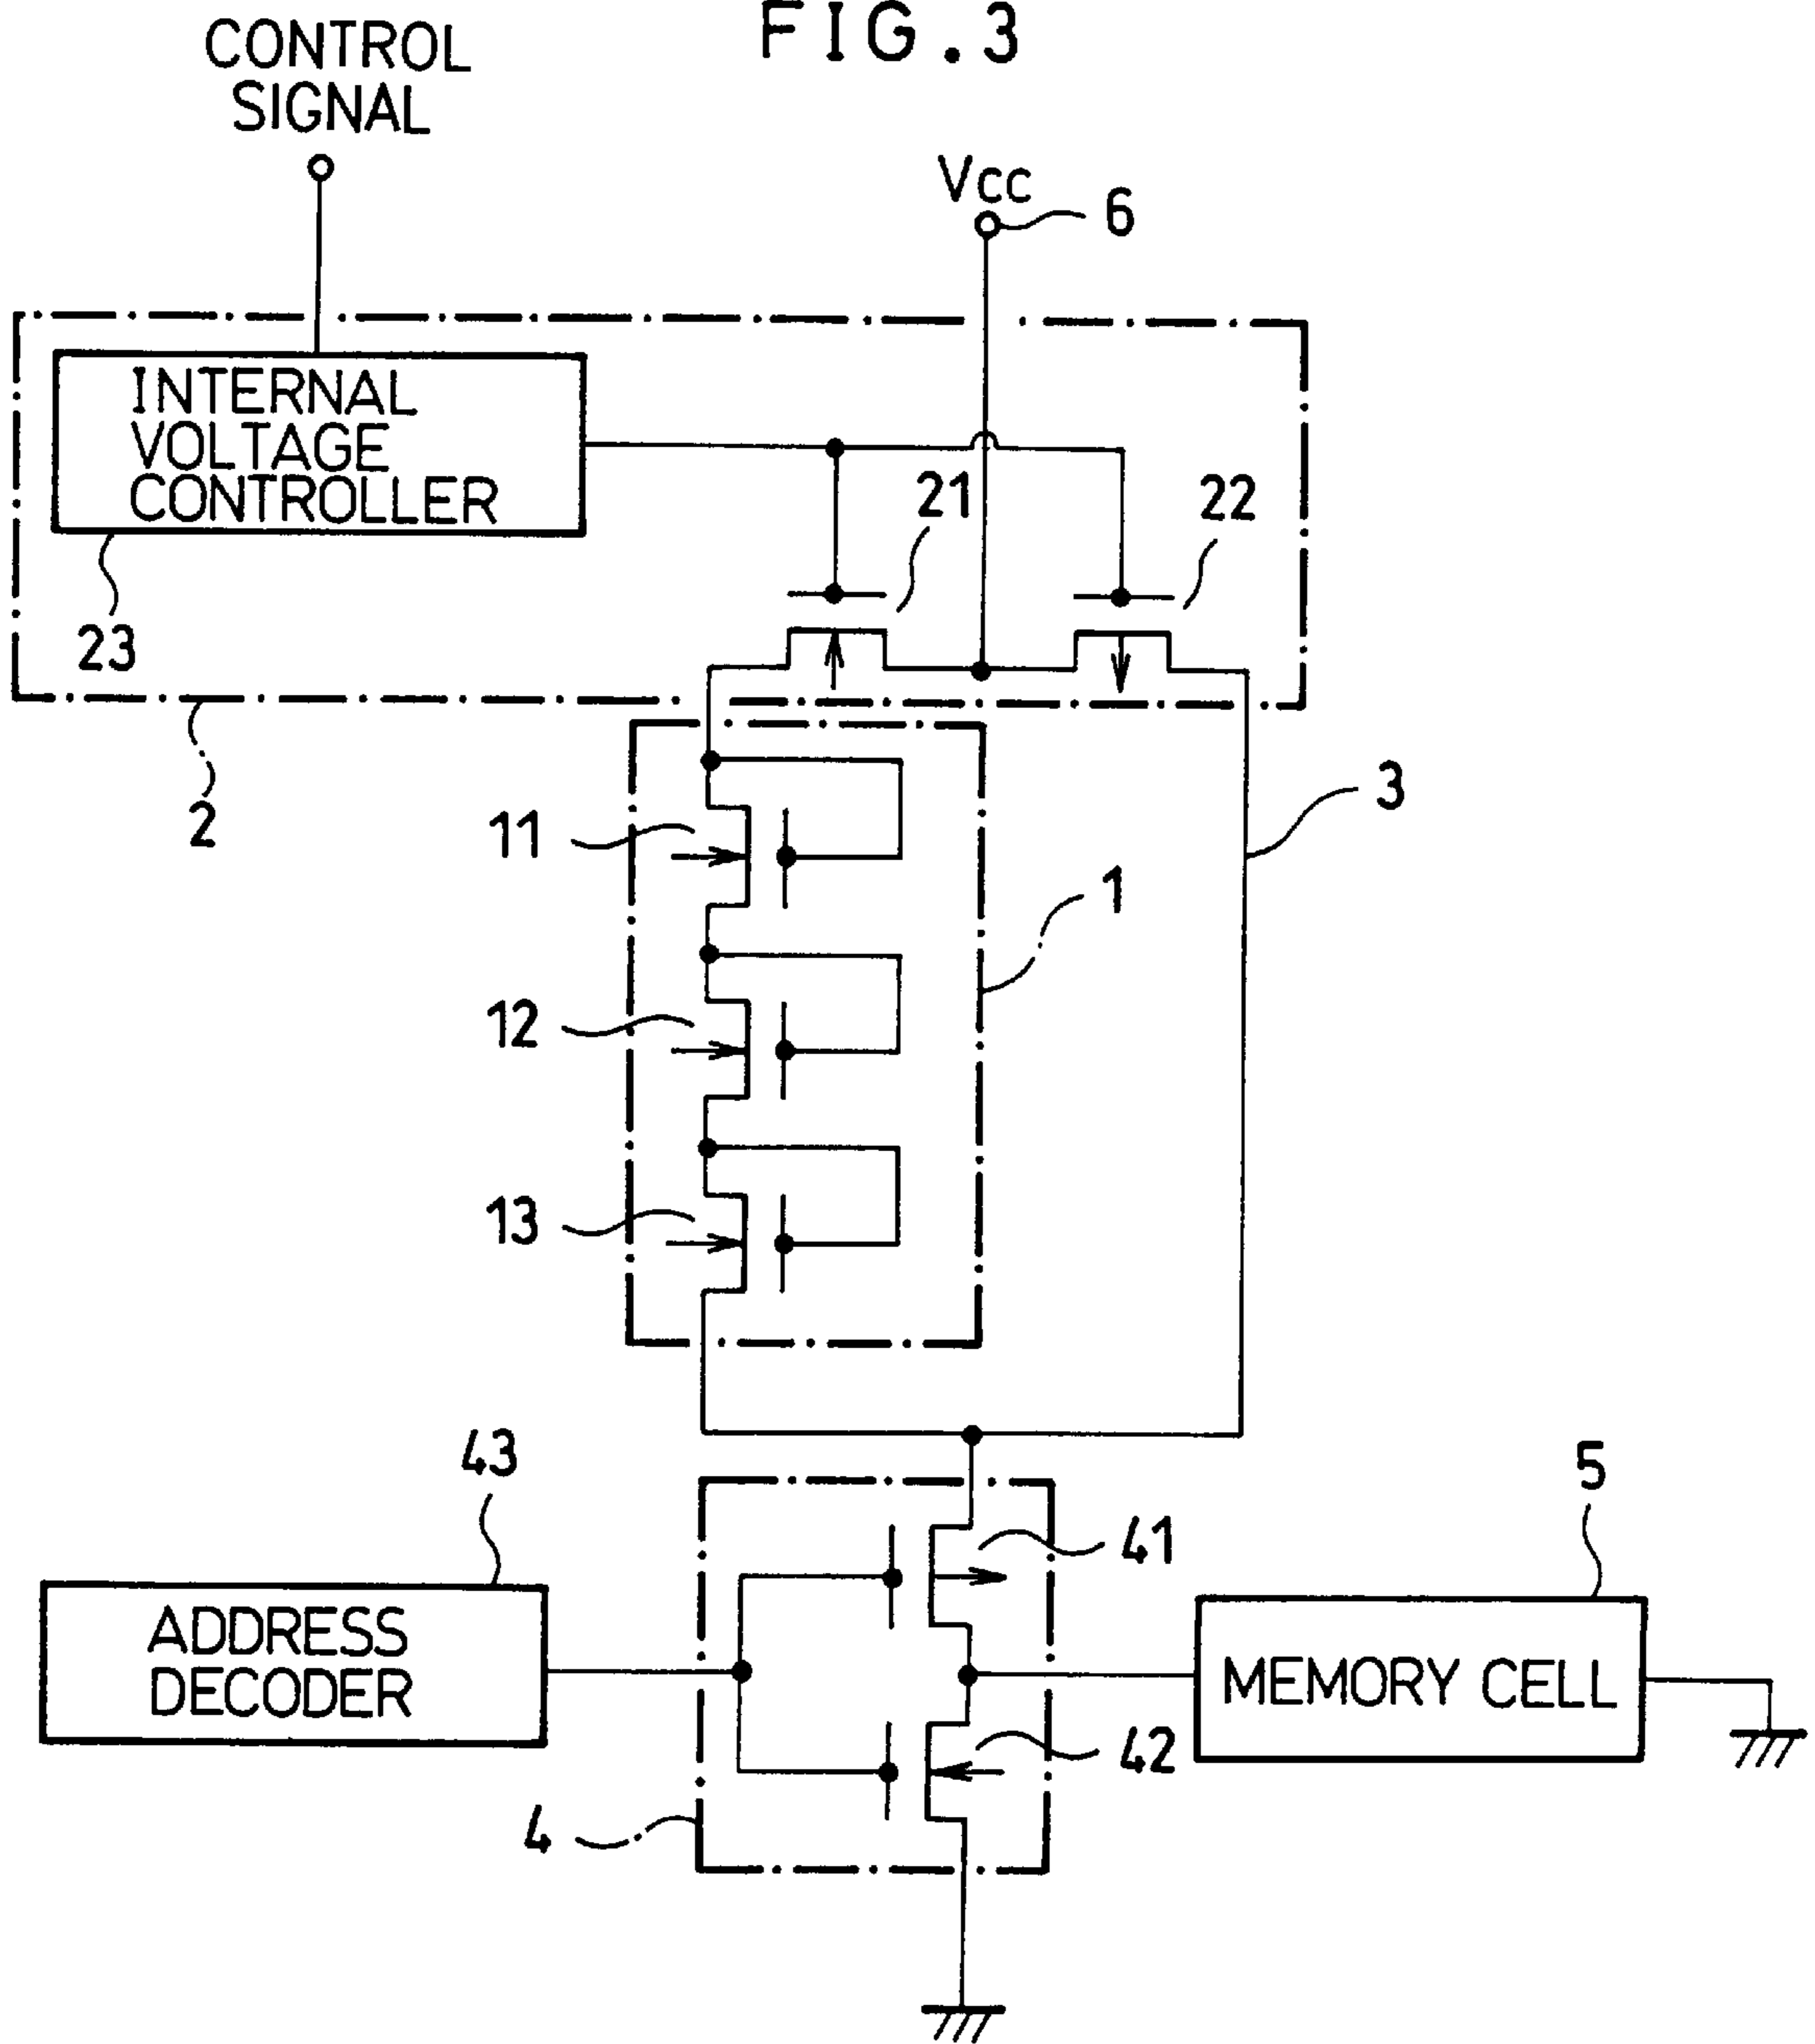 FIG.3
CONTROL
SIGNAL
Vcc
6
INTERNAL
VOLTAGE
CONTROLLER
21
22
23
2
3
11
1
12
13
43
5
41
ADDRESS
DECODER
MEMORY CELL
42
4